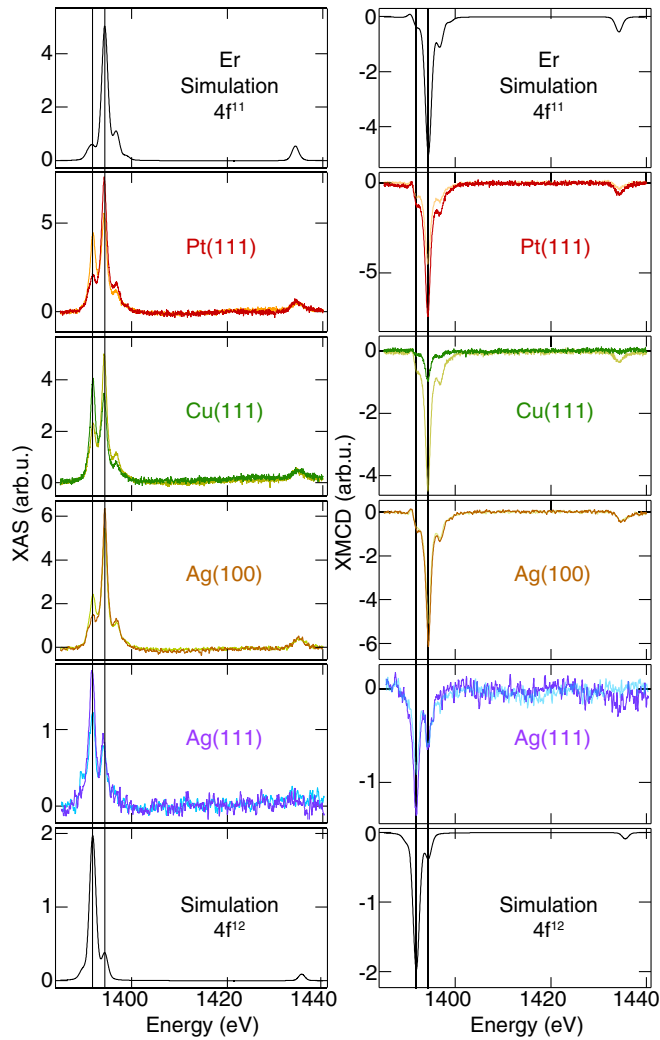 4
2
0
Er
Simulation
4f¹¹
0
-2
-4
Er
Simulation
4f¹¹
5
0
Pt(111)
0
-5
Pt(111)
4
2
0
Cu(111)
0
-2
-4
Cu(111)
XAS (arb.u.)
XMCD (arb.u.)
6
4
2
0
Ag(100)
0
-2
-4
-6
Ag(100)
1
0
Ag(111)
0
-1
Ag(111)
2
1
0
Simulation
4f¹²
0
-1
-2
Simulation
4f¹²
1400 1420 1440
Energy (eV)
1400 1420 1440
Energy (eV)